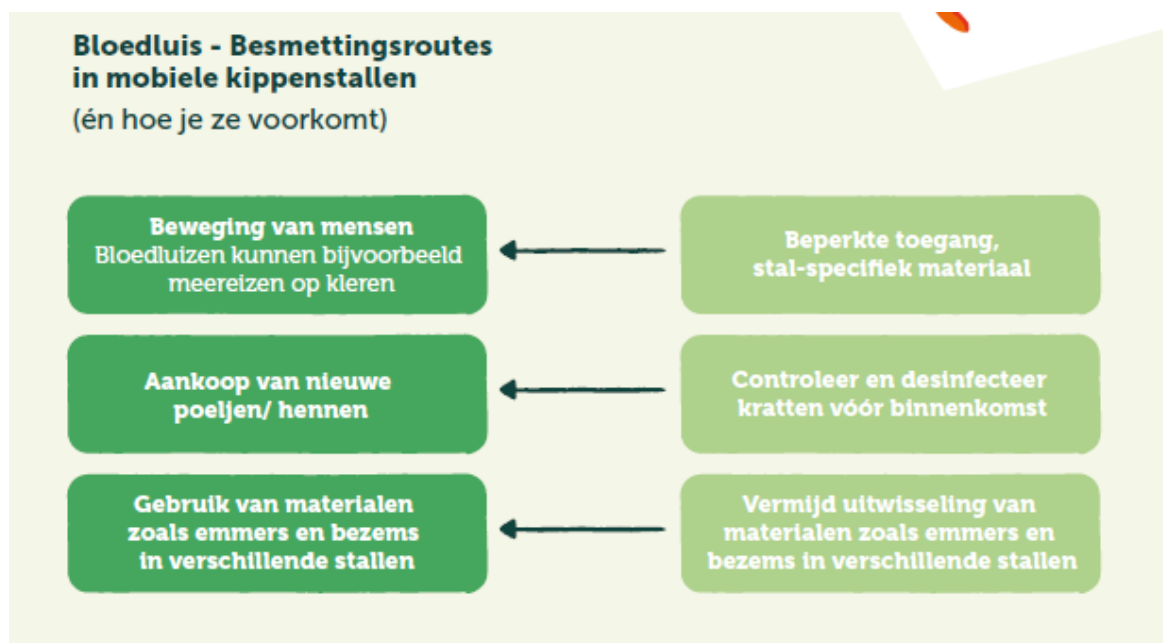 Bloedluis - Besmettingsroutes
in mobiele kippenstallen
(én hoe je ze voorkomt)
Beweging van mensen
Bloedluizen kunnen bijvoorbeeld
meereizen op kleren
Beperkte toegang,
stal-specifiek materiaal
Aankoop van nieuwe
poeljen/ hennen
Controleer en desinfecteer
kratten vóór binnenkomst
Gebruik van materialen
zoals emmers en bezems
in verschillende stallen
Vermijd uitwisseling van
materialen zoals emmers en
bezems in verschillende stallen